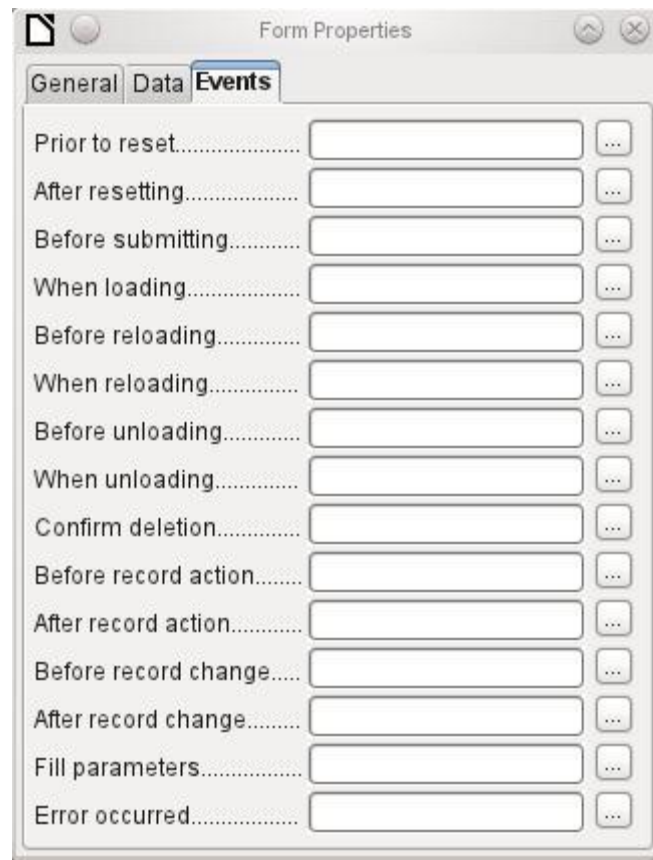 Form Properties
General Data Events
Prior to reset.................... ...
After resetting.................. ...
Before submitting............ ...
When loading................... ...
Before reloading.............. ...
When reloading............... ...
Before unloading............. ...
When unloading.............. ...
Confirm deletion.............. ...
Before record action........ ...
After record action............ ...
Before record change..... ...
After record change......... ...
Fill parameters................. ...
Error occurred................... ...